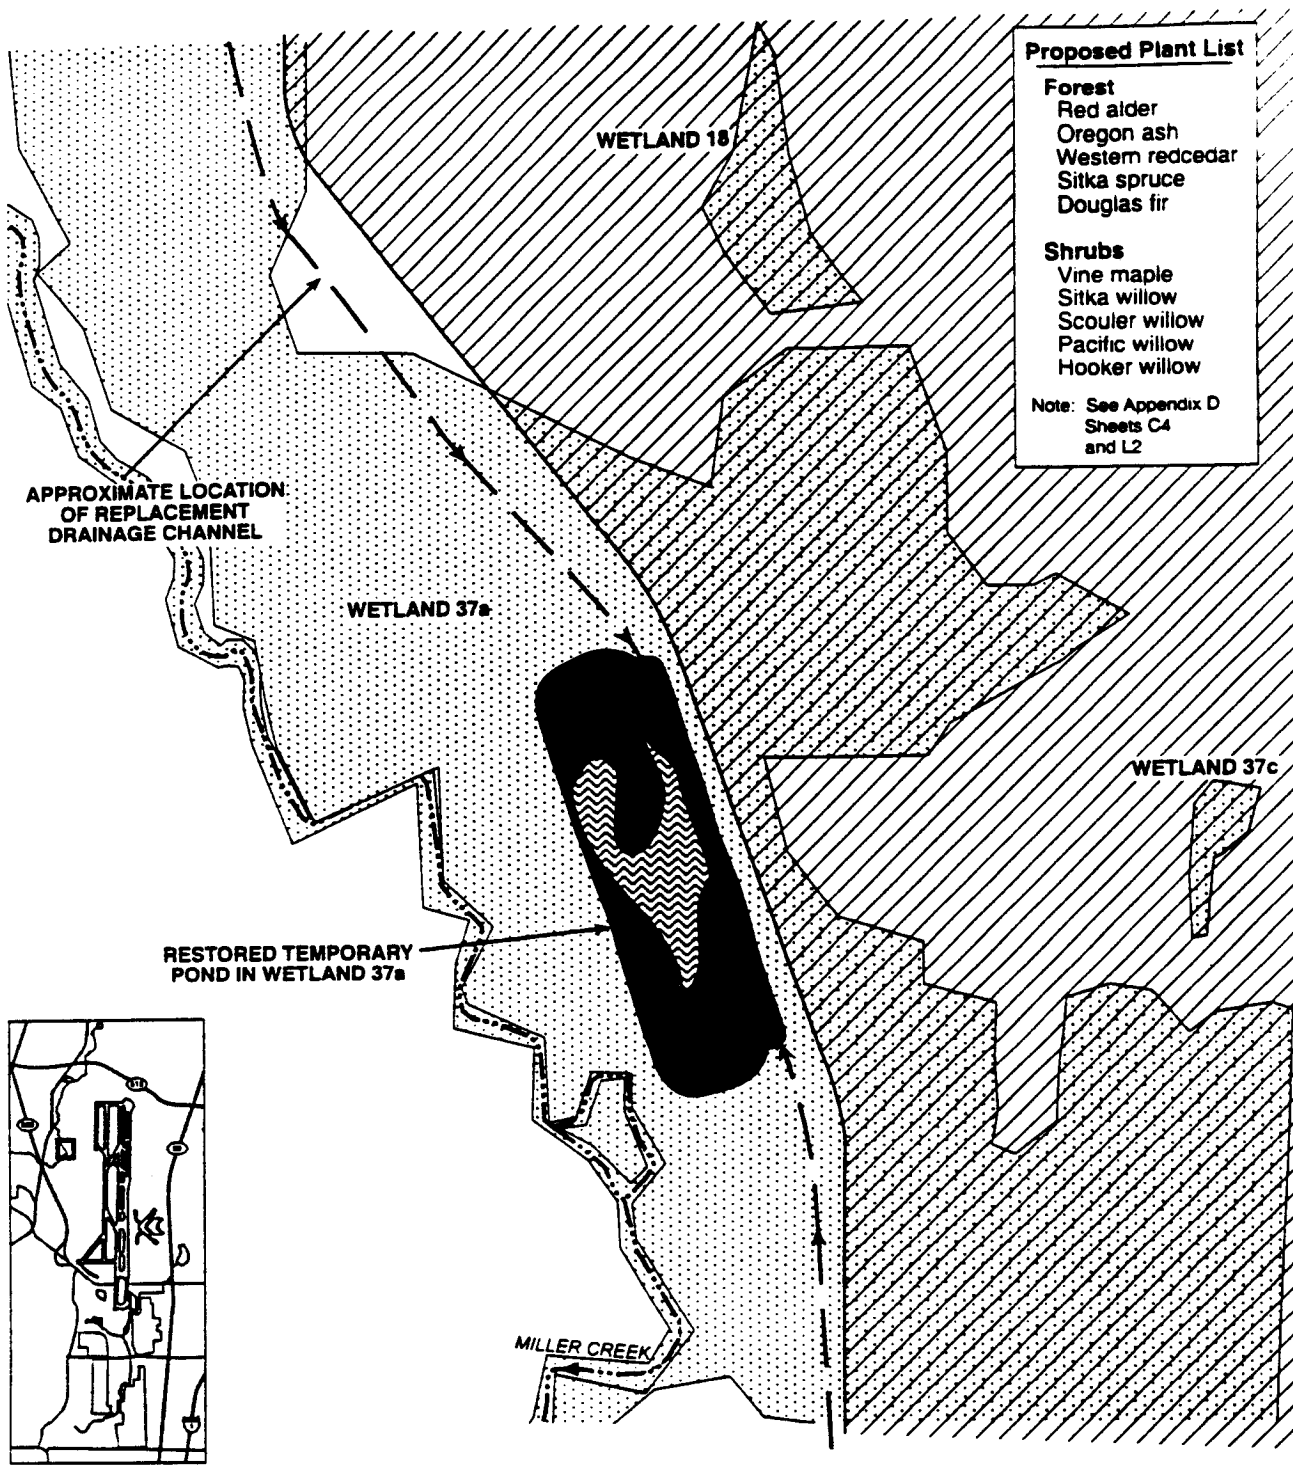 Proposed Plant List
Forest
Red alder
Oregon ash
Western redcedar
Sitka spruce
Douglas fir
Shrubs
Vine maple
Sitka willow
Scouler willow
Pacific willow
Hooker willow
Note: See Appendix D
Sheets C4
and L2
WETLAND 18
APPROXIMATE LOCATION
OF REPLACEMENT
DRAINAGE CHANNEL
WETLAND 37a
WETLAND 37c
RESTORED TEMPORARY
POND IN WETLAND 37a
MILLER CREEK